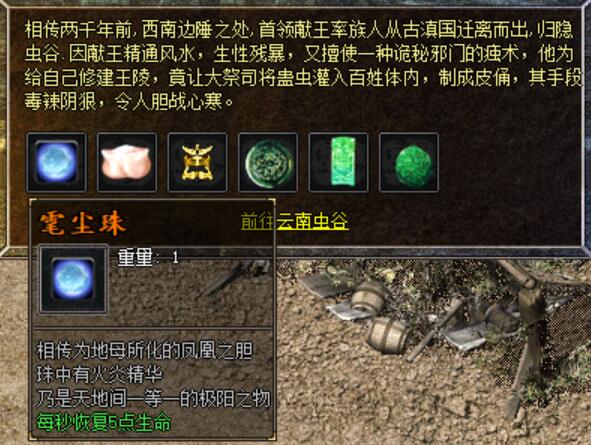 相传两千年前,西南边陲之处,首领献王率族人从古滇国迁离而出,归隐
虫谷.因献王精通风水,生性残暴,又擅使一种诡秘邪门的痋术,他为
给自己修建王陵,竟让大祭司将蛊虫灌入百姓体内,制成皮俑,其手段
毒辣阴狠,令人胆战心寒。
前往云南虫谷
雮尘珠
重量: 1
相传为地母所化的凤凰之胆
珠中有火炎精华
乃是天地间一等一的极阳之物
每秒恢复5点生命